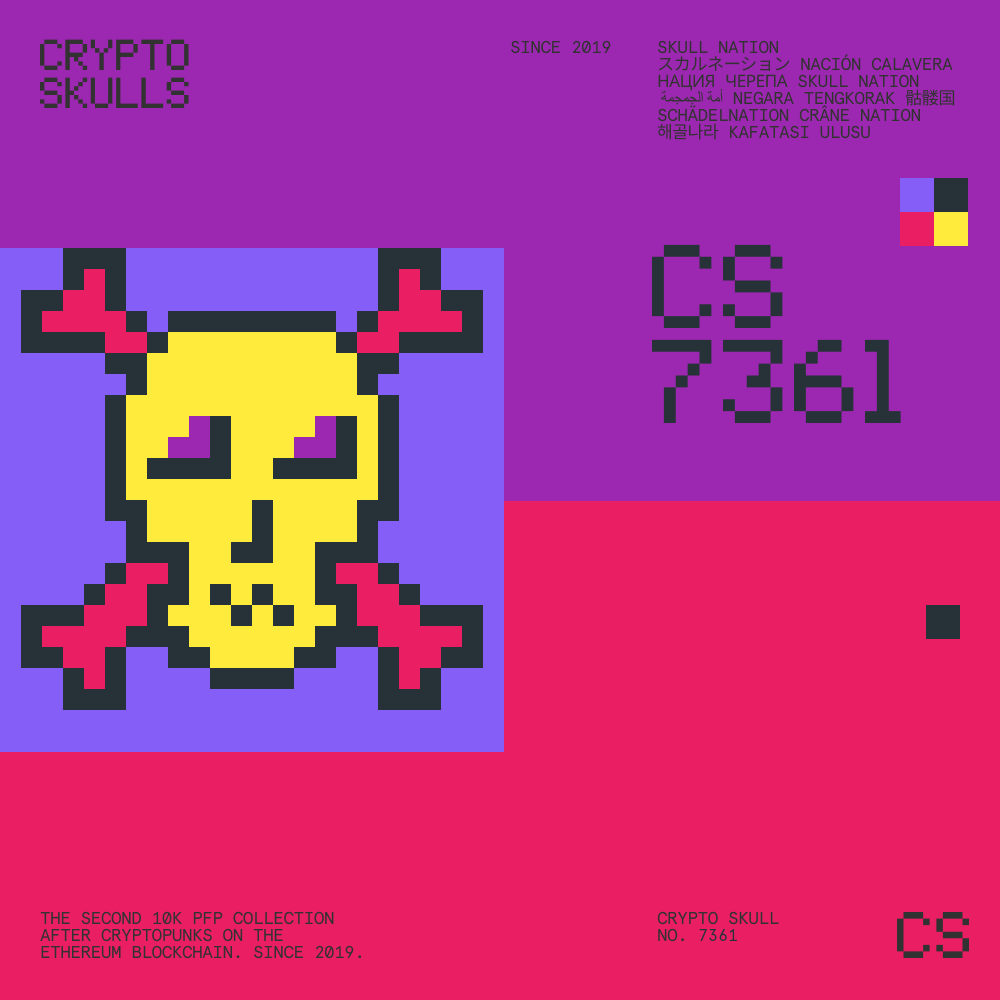 CRYPTO
SKULLS
SINCE 2019
SKULL NATION
スカルネーション NACIÓN CALAVERA
НАЦИЯ ЧЕРЕПА SKULL NATION
أمة الجمجمة NEGARA TENGKORAK 骷髅国
SCHÄDELNATION CRÂNE NATION
해골나라 KAFATASI ULUSU
CS
7361
THE SECOND 10K PFP COLLECTION
AFTER CRYPTOPUNKS ON THE
ETHEREUM BLOCKCHAIN. SINCE 2019.
CRYPTO SKULL
NO. 7361
CS